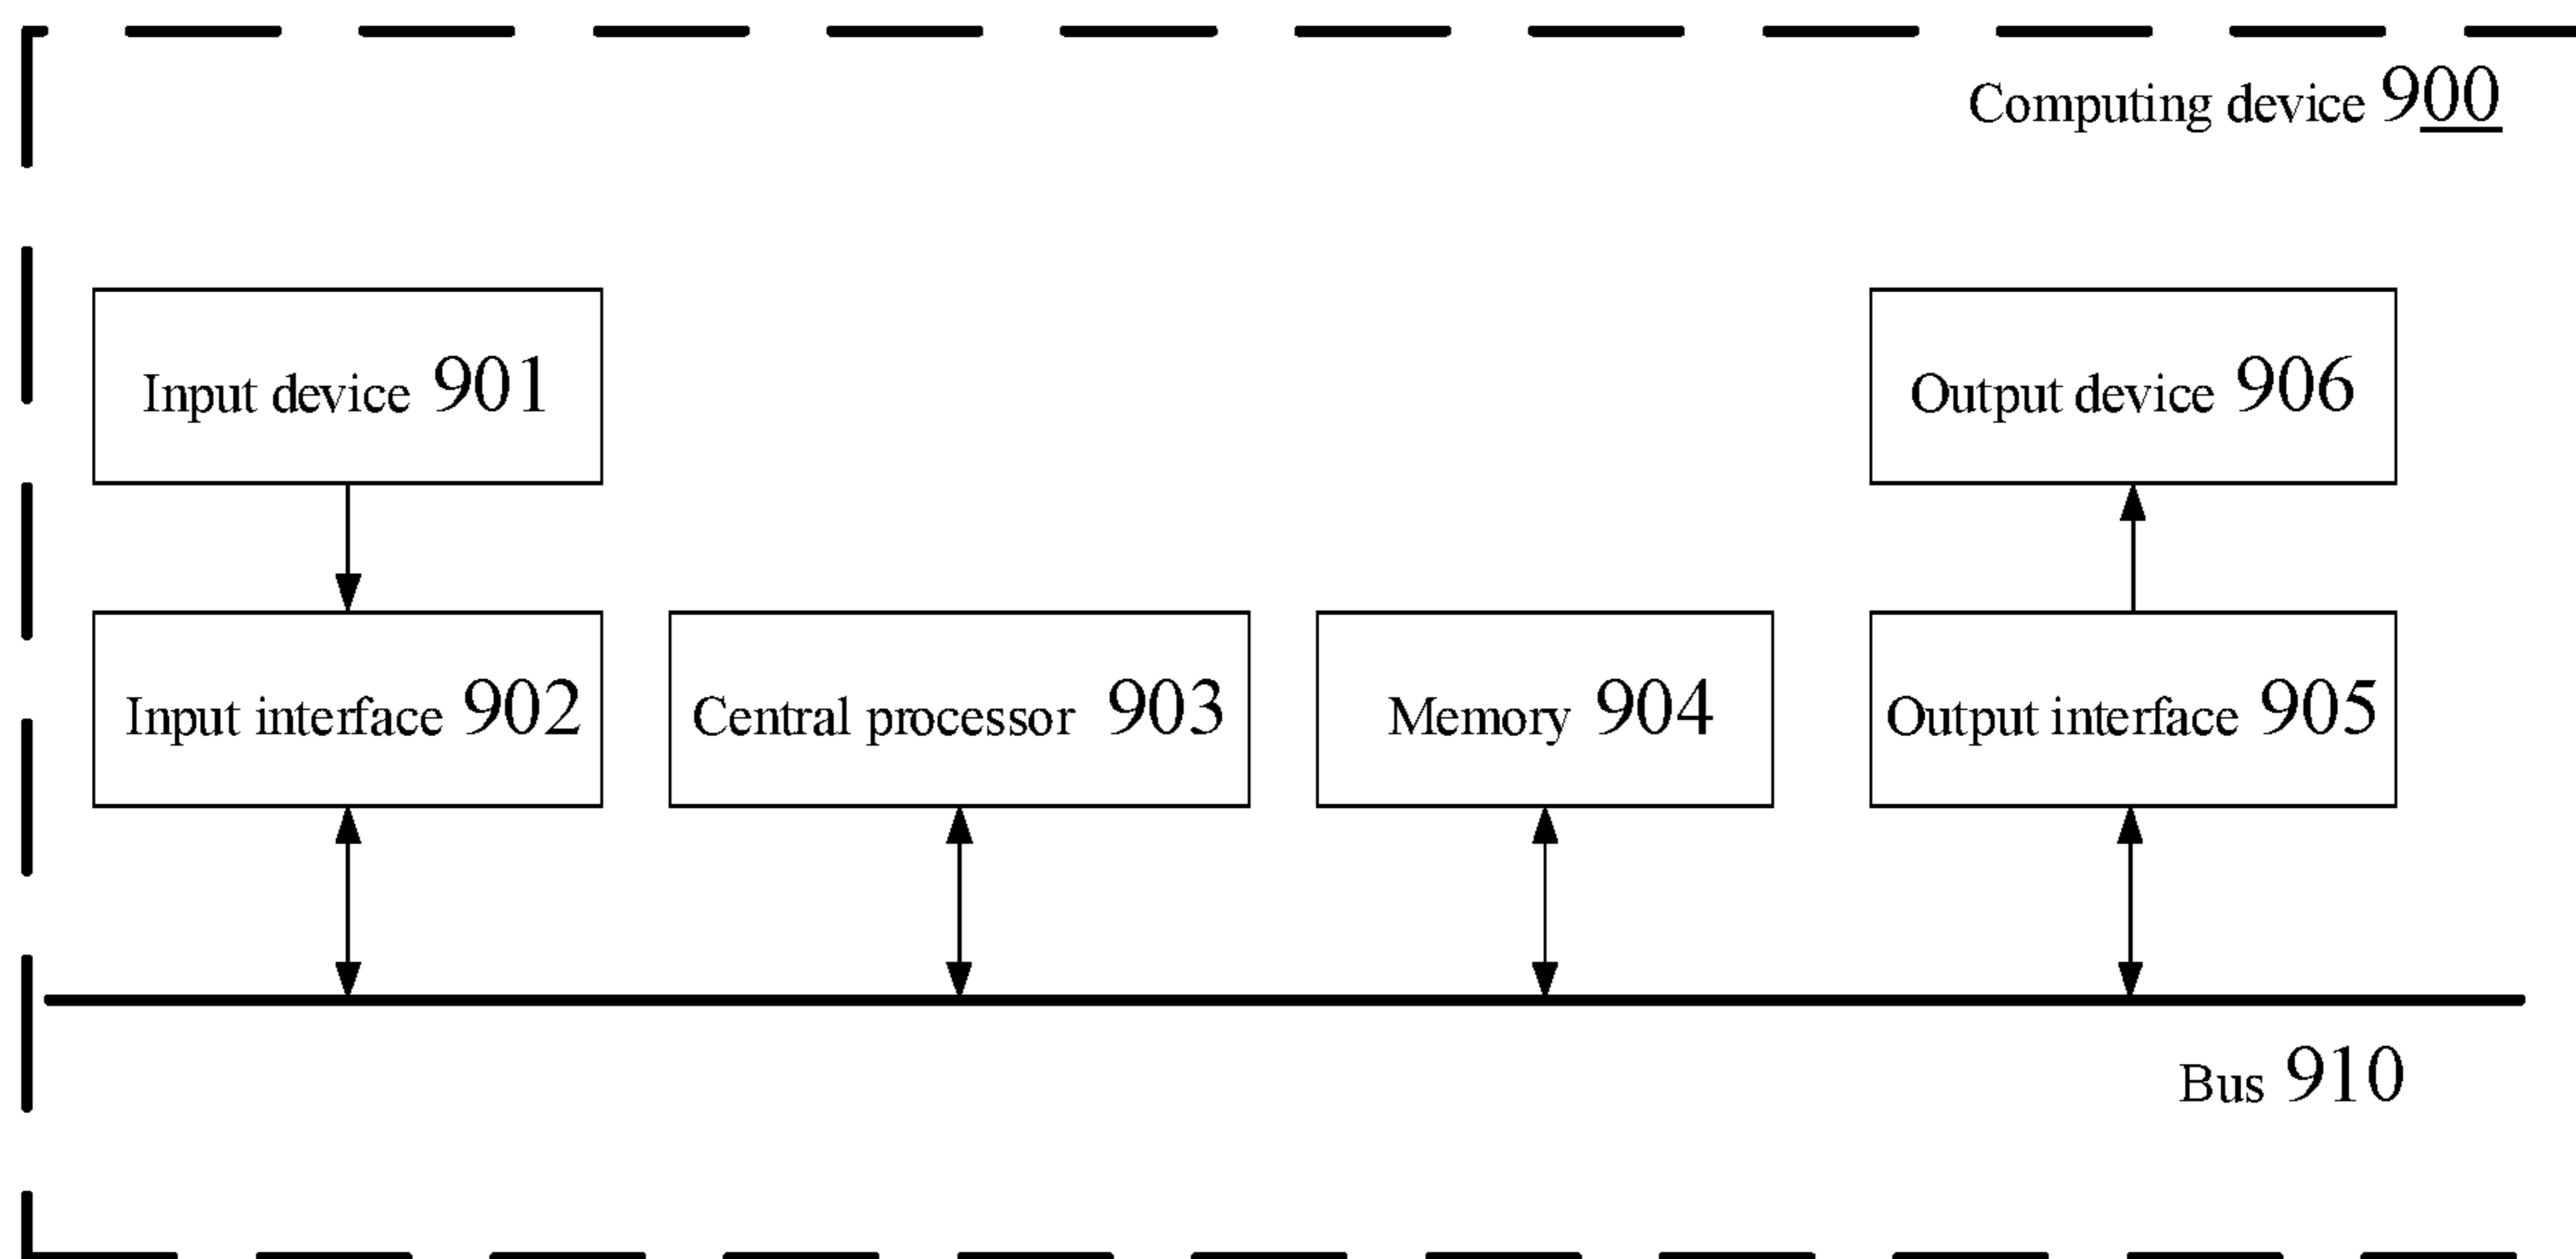 Computing device 900
Input device 901
Output device 906
Input interface 902
Central processor 903
Memory 904
Output interface 905
Bus 910